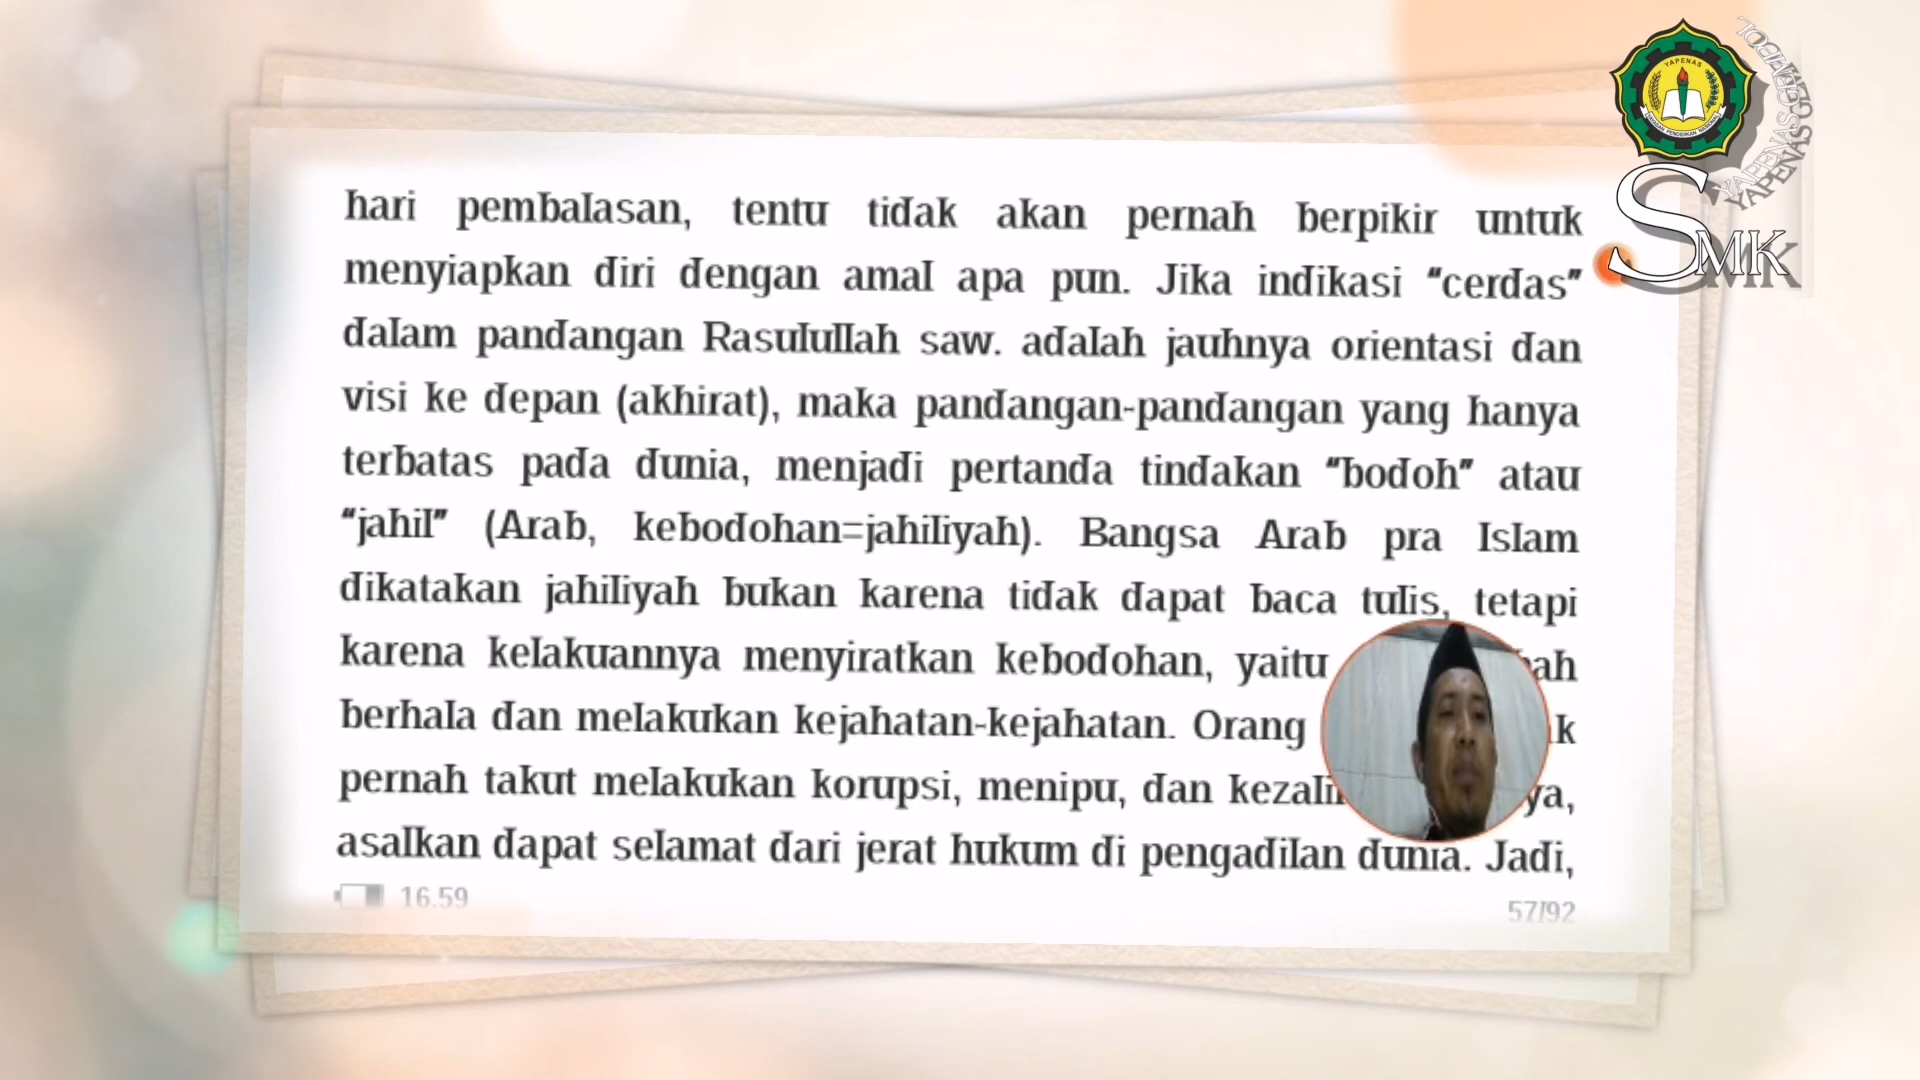 YAPENAS
YAYASAN PENDIDIKAN NASIONAL
SMK
hari pembalasan, tentu tidak akan pernah berpikir untuk
menyiapkan diri dengan amal apa pun. Jika indikasi “cerdas”
dalam pandangan Rasulullah saw. adalah jauhnya orientasi dan
visi ke depan (akhirat), maka pandangan-pandangan yang hanya
terbatas pada dunia, menjadi pertanda tindakan “bodoh” atau
“jahil” (Arab, kebodohan=jahiliyah). Bangsa Arab pra Islam
dikatakan jahiliyah bukan karena tidak dapat baca tulis, tetapi
karena kelakuannya menyiratkan kebodohan, yaitu
berhala dan melakukan kejahatan-kejahatan. Orang
pernah takut melakukan korupsi, menipu, dan
asalkan dapat selamat dari jerat hukum di pengadilan dunia. Jadi,
16.59
57/92